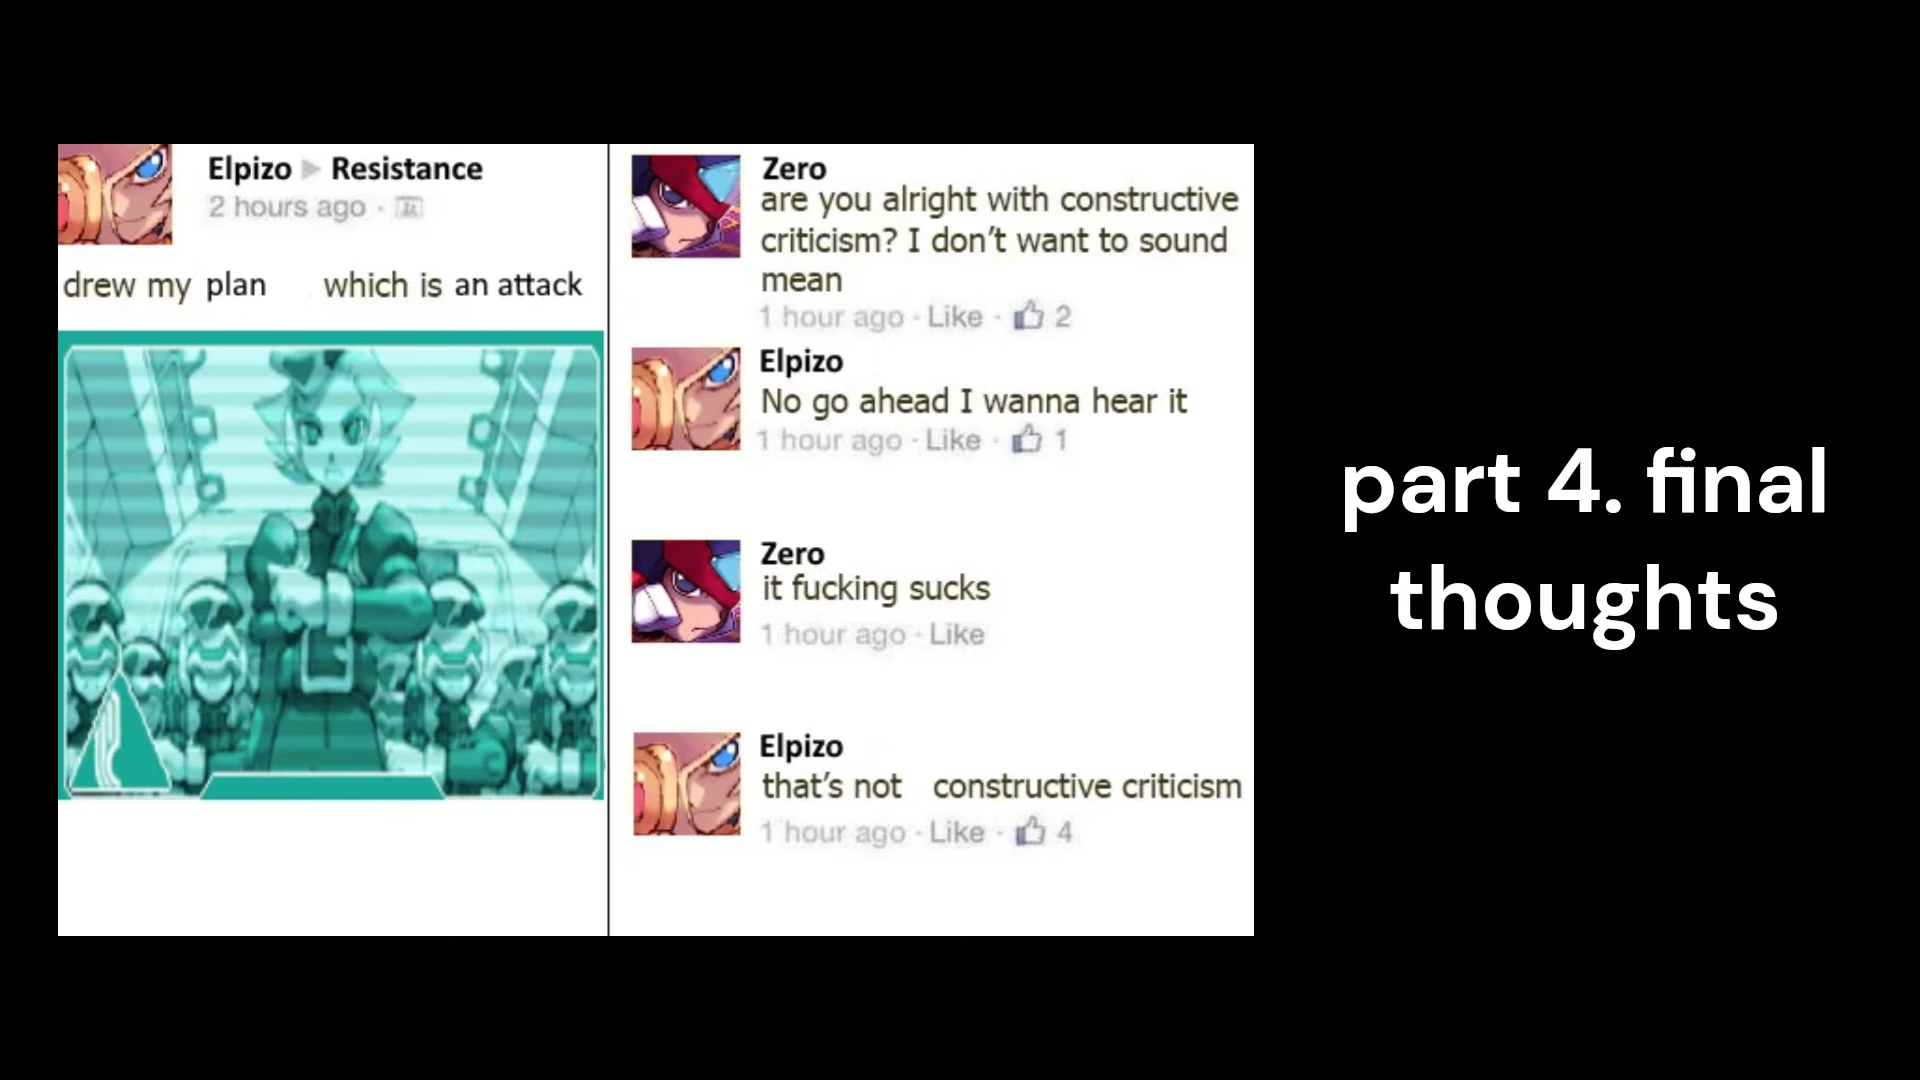 Elpizo ▶ Resistance
2 hours ago ·
drew my plan which is an attack
Zero
are you alright with constructive
criticism? I don't want to sound
mean
1 hour ago · Like · 2
Elpizo
No go ahead I wanna hear it
1 hour ago · Like · 1
Zero
it fucking sucks
1 hour ago · Like
Elpizo
that's not constructive criticism
1 hour ago · Like · 4
part 4. final
thoughts